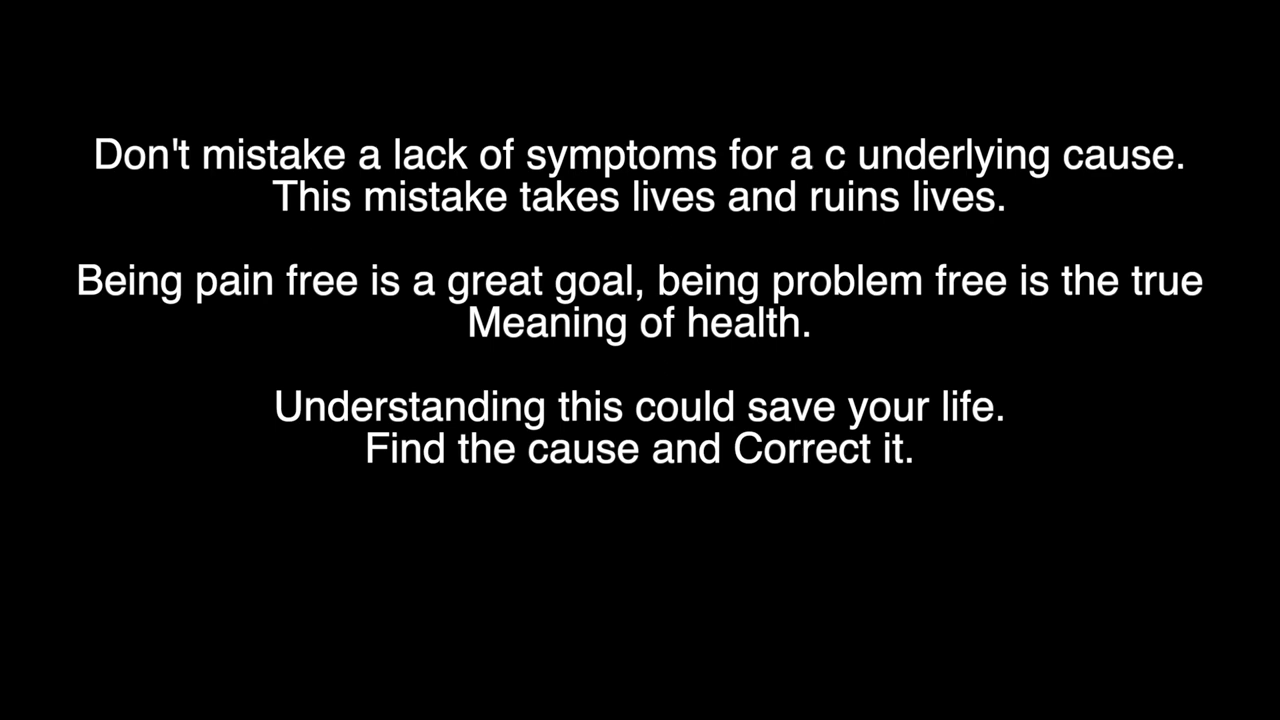 Don't mistake a lack of symptoms for a c underlying cause.
This mistake takes lives and ruins lives.
Being pain free is a great goal, being problem free is the true
Meaning of health.
Understanding this could save your life.
Find the cause and Correct it.